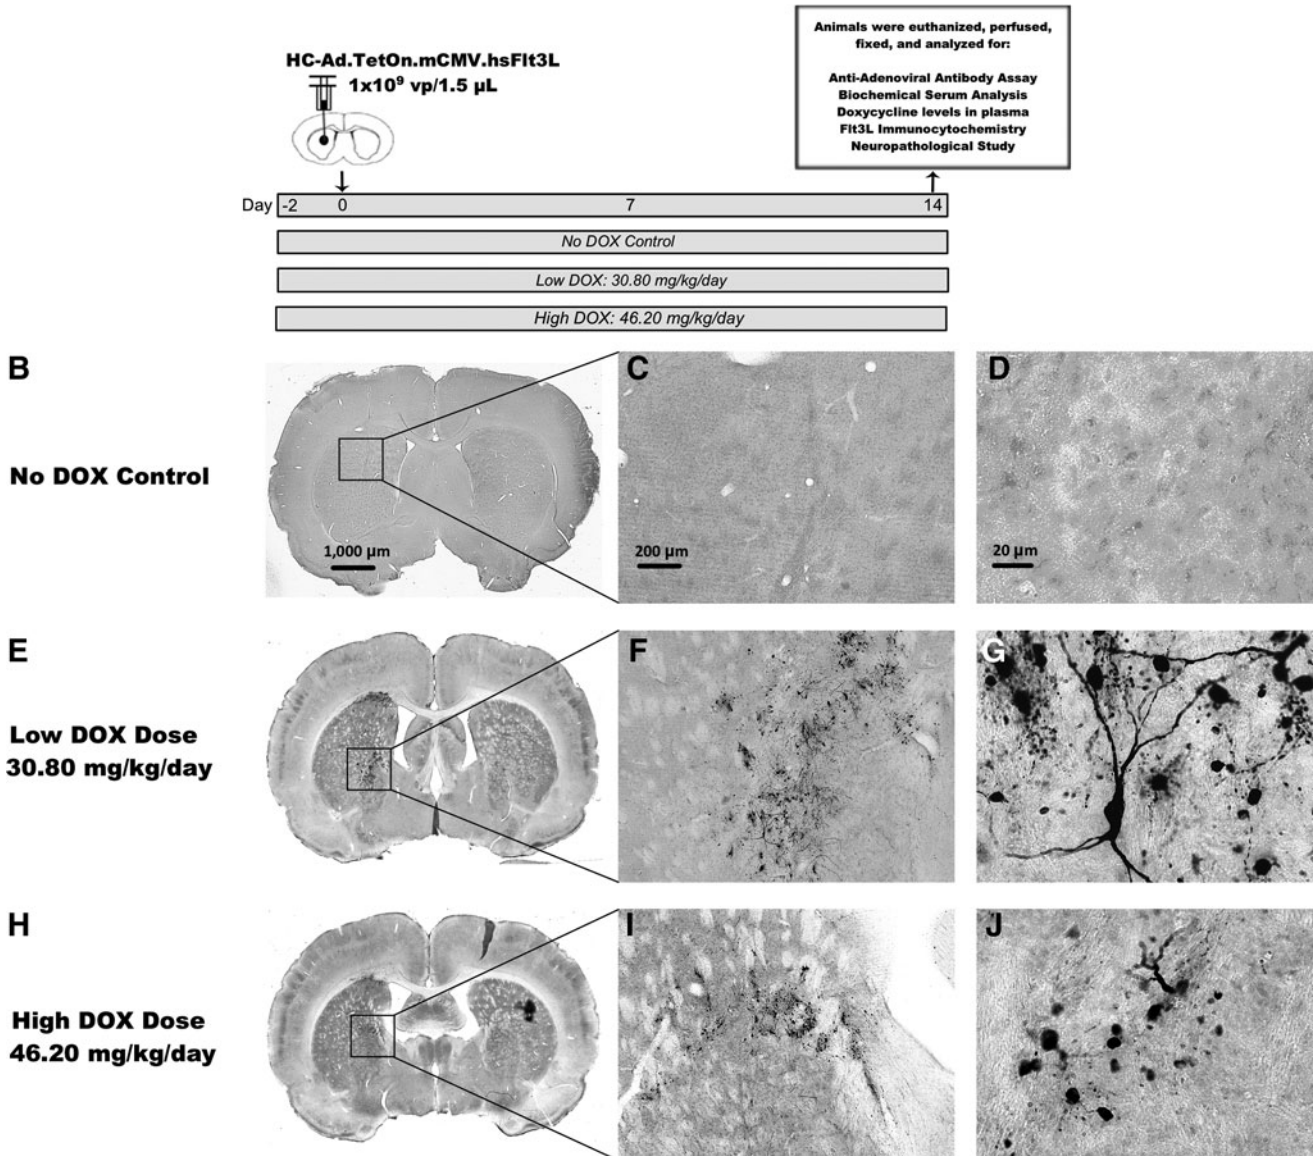 HC-Ad.TetOn.mCMV.hsFlt3L
1x10⁹ vp/1.5 µL
Animals were euthanized, perfused,
fixed, and analyzed for:
Anti-Adenoviral Antibody Assay
Biochemical Serum Analysis
Doxycycline levels in plasma
Flt3L Immunocytochemistry
Neuropathological Study
Day -2 0 7 14
No DOX Control
Low DOX: 30.80 mg/kg/day
High DOX: 46.20 mg/kg/day
B
C
D
No DOX Control
1,000 µm
200 µm
20 µm
E
F
G
Low DOX Dose
30.80 mg/kg/day
H
I
J
High DOX Dose
46.20 mg/kg/day